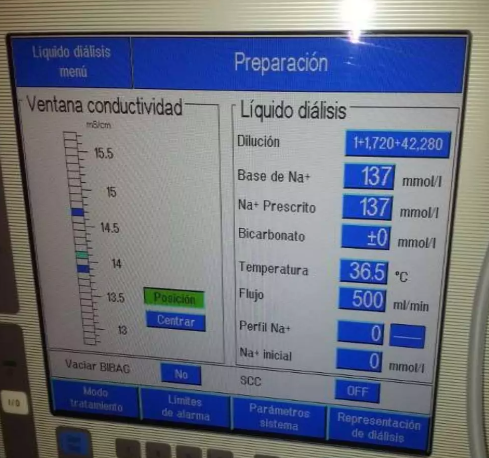 Líquido diálisis
menú
Preparación
Ventana conductividad
mS/cm
15.5
15
14.5
14
13.5
13
Posición
Centrar
Líquido diálisis
Dilución 1+1,720+42,280
Base de Na+ 137 mmol/l
Na+ Prescrito 137 mmol/l
Bicarbonato ±0 mmol/l
Temperatura 36.5 °C
Flujo 500 ml/min
Perfil Na+ 0
Na+ inicial 0 mmol/l
Vaciar BIBAG No
SCC OFF
Modo
tratamiento
Límites
de alarma
Parámetros
sistema
Representación
de diálisis
I/O